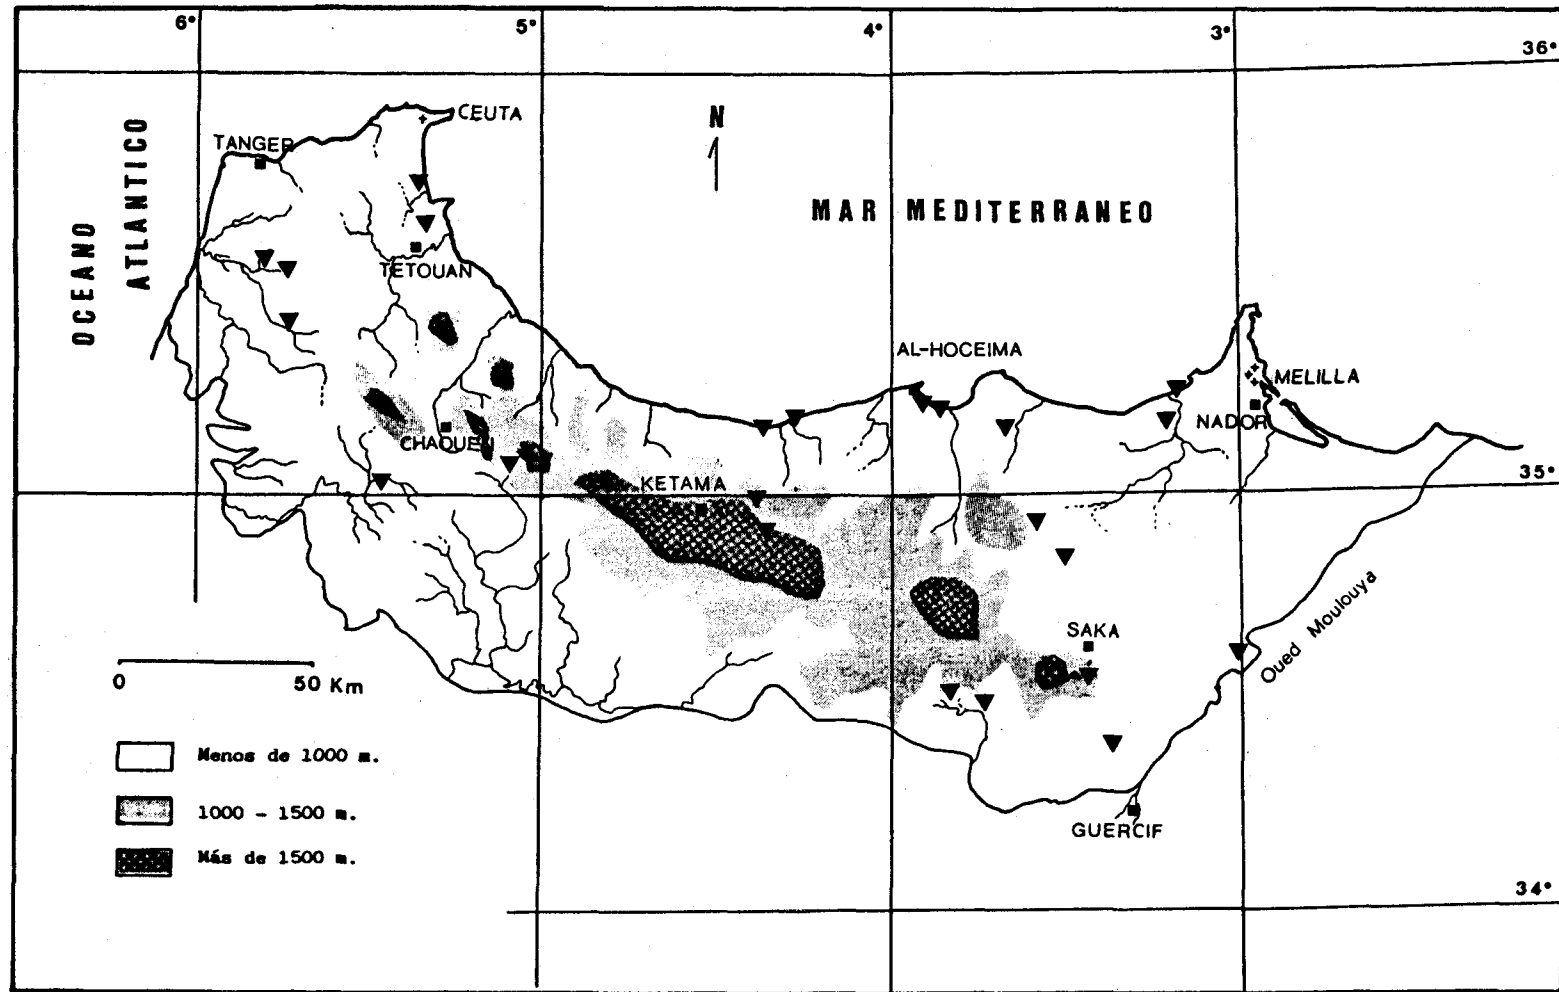 6°
5°
4°
3°
36°
CEUTA
TANGER
N
OCEANO
ATLANTICO
MAR MEDITERRANEO
TETOUAN
AL-HOCEIMA
MELILLA
NADOR
CHAOUEN
KETAMA
35°
SAKA
Oued Moulouya
0 50 Km
Menos de 1000 m.
1000 - 1500 m.
Más de 1500 m.
GUERCIF
34°